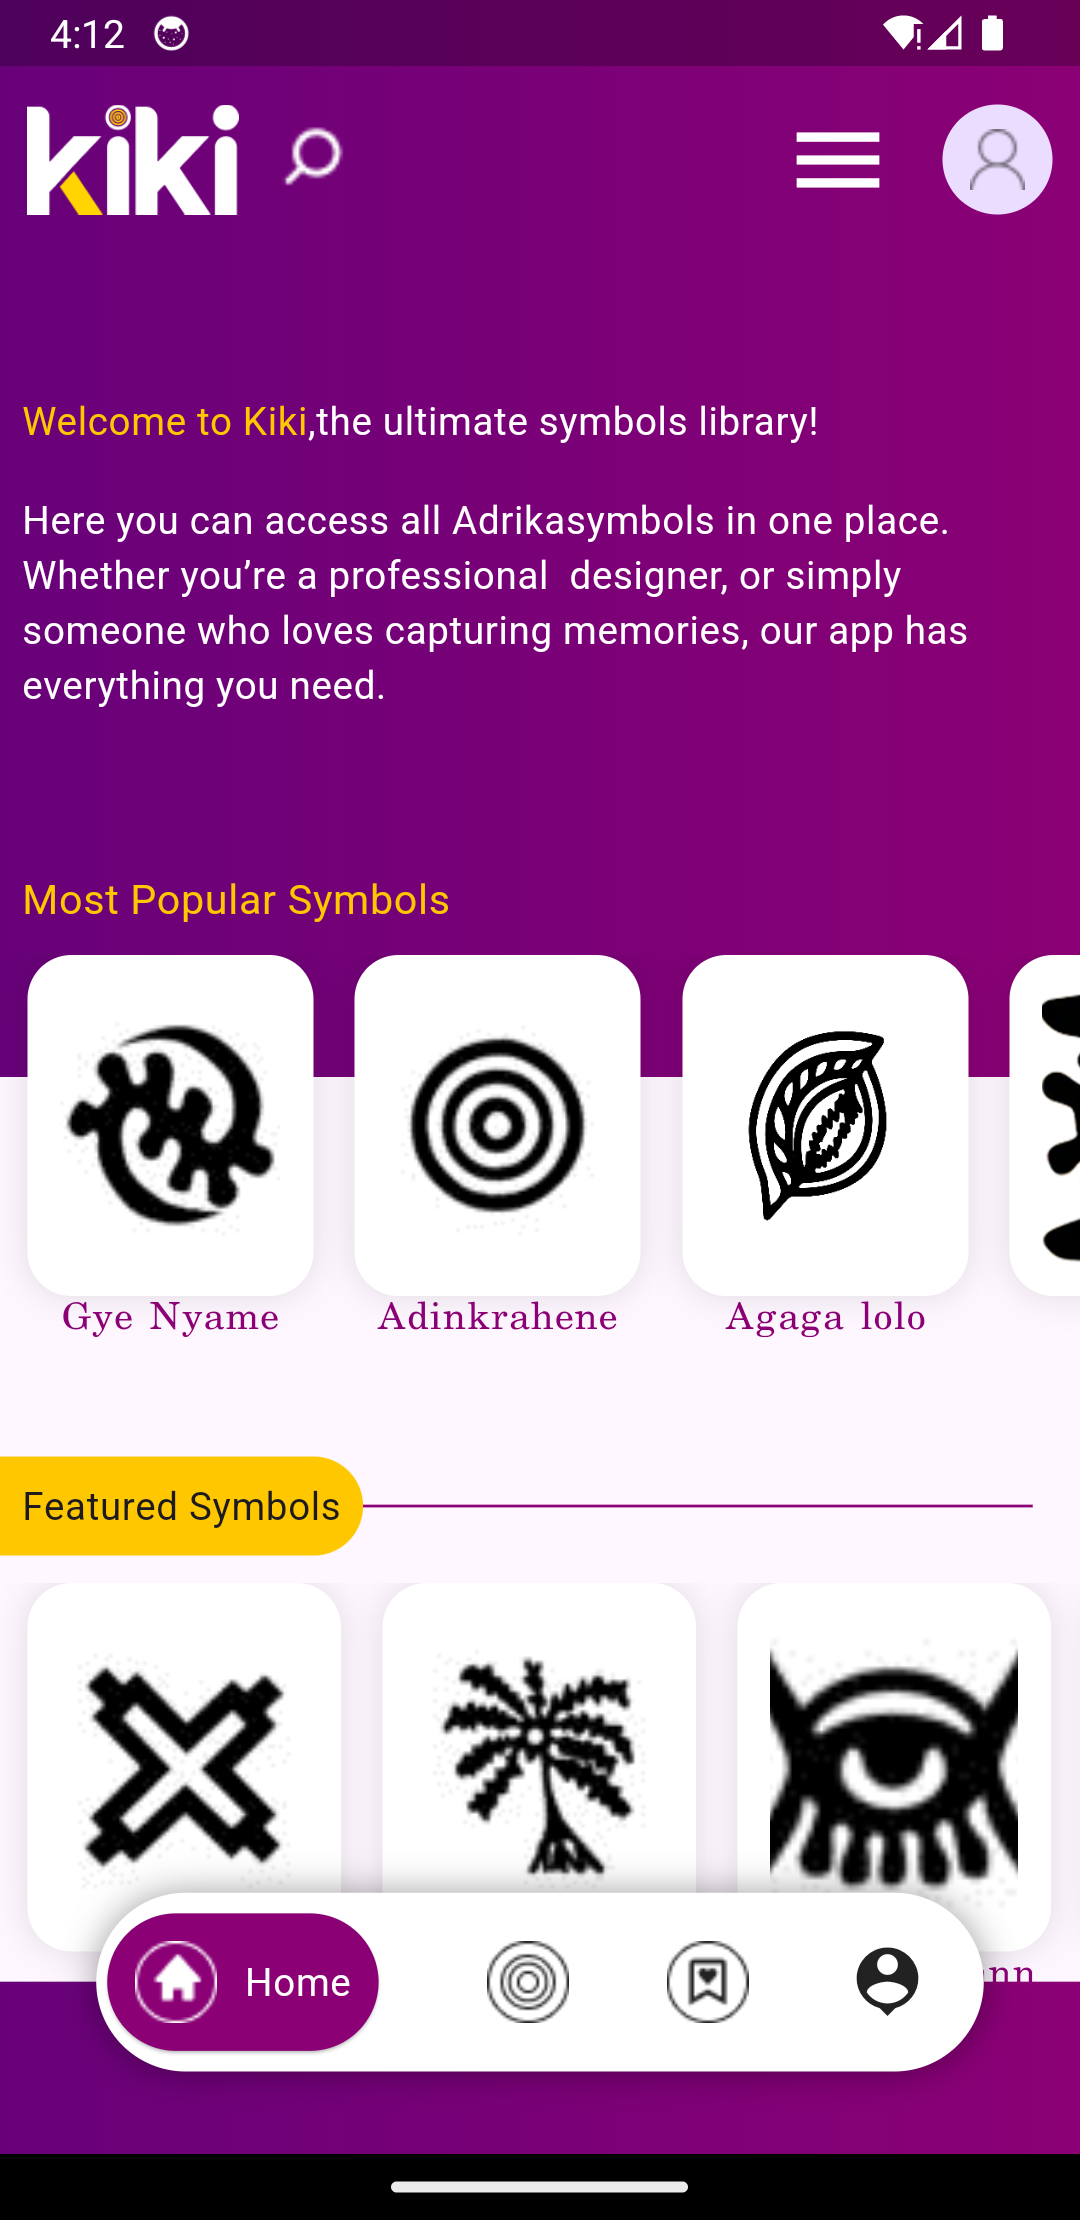 4:12
kiki
Welcome to Kiki,the ultimate symbols library!
Here you can access all Adrikasymbols in one place.
Whether you’re a professional  designer, or simply
someone who loves capturing memories, our app has
everything you need.
Most Popular Symbols
Gye Nyame
Adinkrahene
Agaga lolo
Featured Symbols
Home